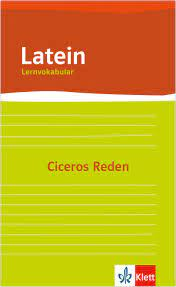 Latein
Lernvokabular
Ciceros Reden
Klett